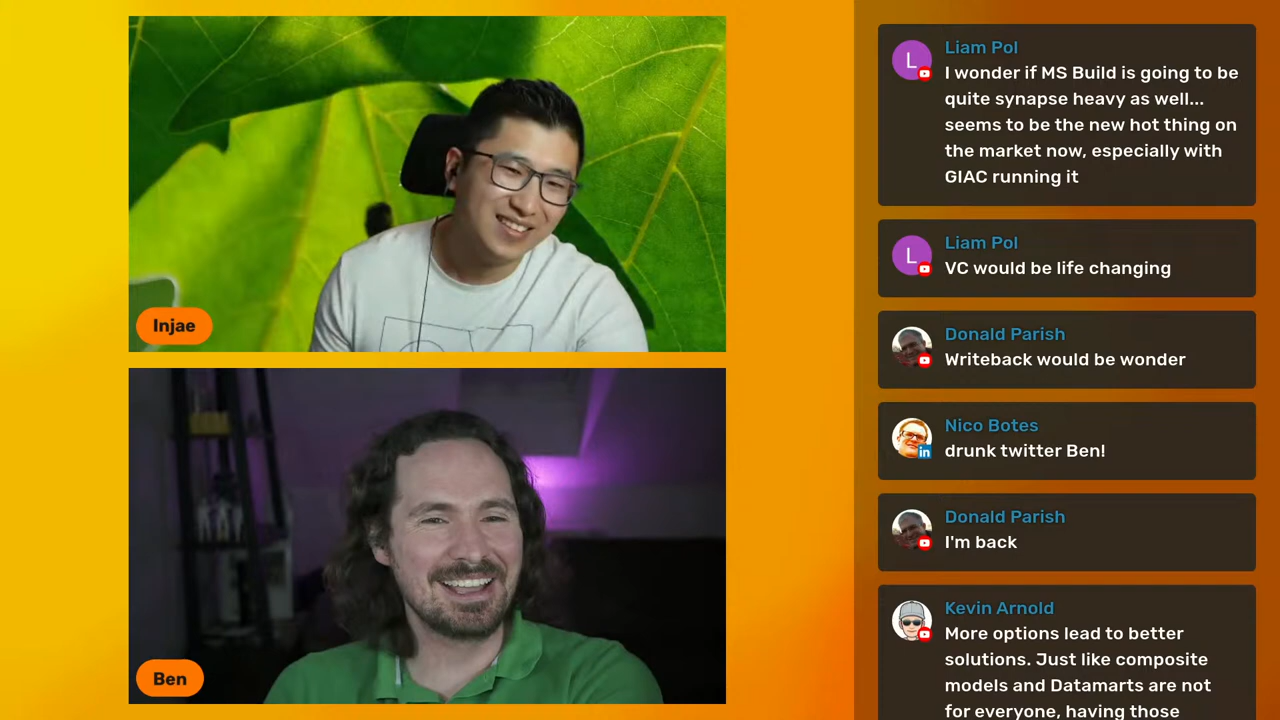 Injae
Ben
L
Liam Pol
I wonder if MS Build is going to be
quite synapse heavy as well...
seems to be the new hot thing on
the market now, especially with
GIAC running it
L
Liam Pol
VC would be life changing
Donald Parish
Writeback would be wonder
Nico Botes
in
drunk twitter Ben!
Donald Parish
I'm back
Kevin Arnold
More options lead to better
solutions. Just like composite
models and Datamarts are not
for everyone, having those